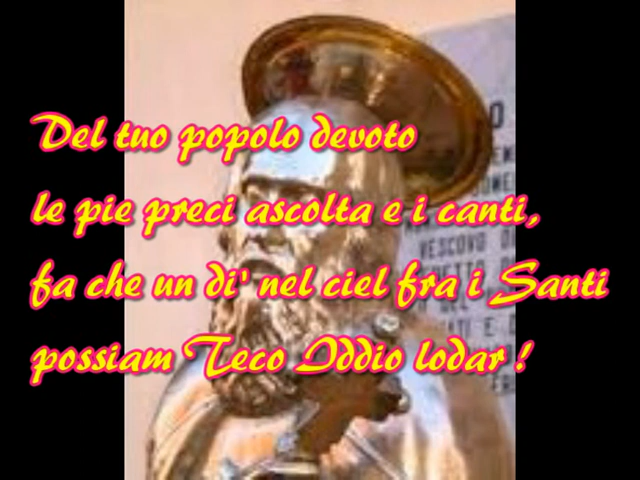 Del tuo popolo devoto
le pie preci ascolta e i canti,
fa che un di' nel ciel fra i Santi
possiam Teco Iddio lodar !
VESCOVO